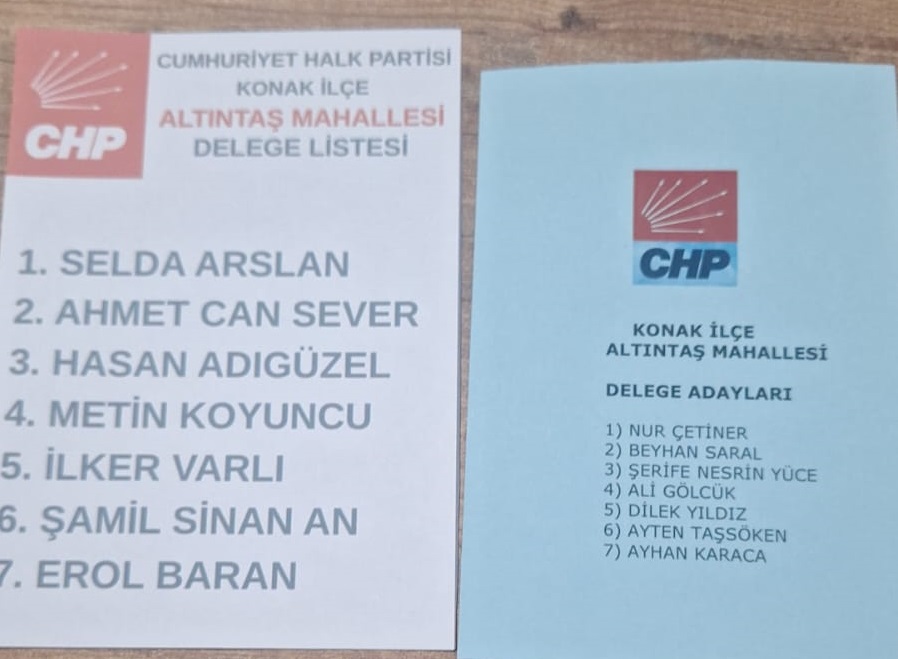 CHP
CUMHURİYET HALK PARTİSİ
KONAK İLÇE
ALTINTAŞ MAHALLESİ
DELEGE LİSTESİ
1. SELDA ARSLAN
2. AHMET CAN SEVER
3. HASAN ADIGÜZEL
4. METİN KOYUNCU
5. İLKER VARLI
6. ŞAMİL SİNAN AN
7. EROL BARAN
CHP
KONAK İLÇE
ALTINTAŞ MAHALLESİ
DELEGE ADAYLARI
1) NUR ÇETİNER
2) BEYHAN SARAL
3) ŞERİFE NESRİN YÜCE
4) ALİ GÖLCÜK
5) DİLEK YILDIZ
6) AYTEN TAŞSÖKEN
7) AYHAN KARACA